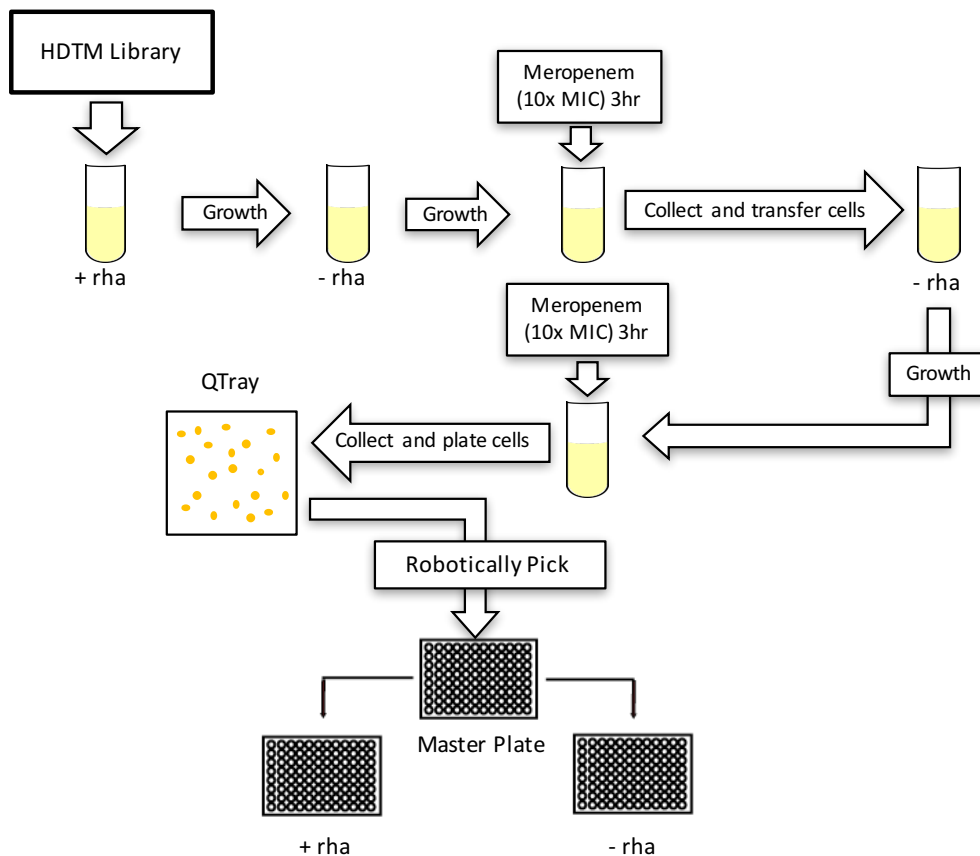 HDTM Library
Meropenem
(10x MIC) 3hr
Growth
Growth
Collect and transfer cells
+ rha
- rha
- rha
Meropenem
(10x MIC) 3hr
Growth
QTray
Collect and plate cells
Robotically Pick
Master Plate
+ rha
- rha